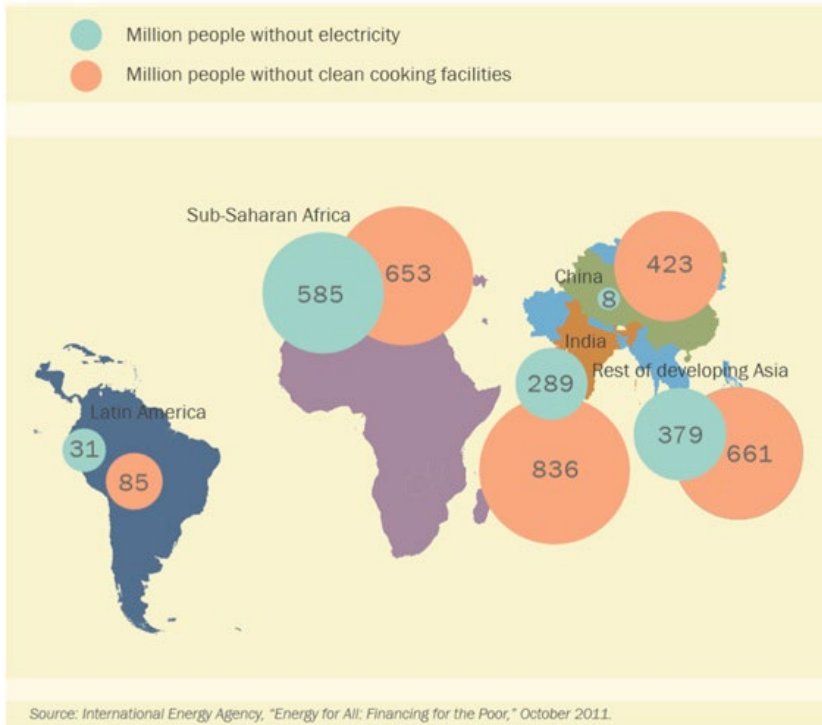 Million people without electricity
Million people without clean cooking facilities
Sub-Saharan Africa
585
653
423
China
8
India
289
Rest of developing Asia
379
661
836
Latin America
31
85
Source: International Energy Agency, “Energy for All: Financing for the Poor,” October 2011.